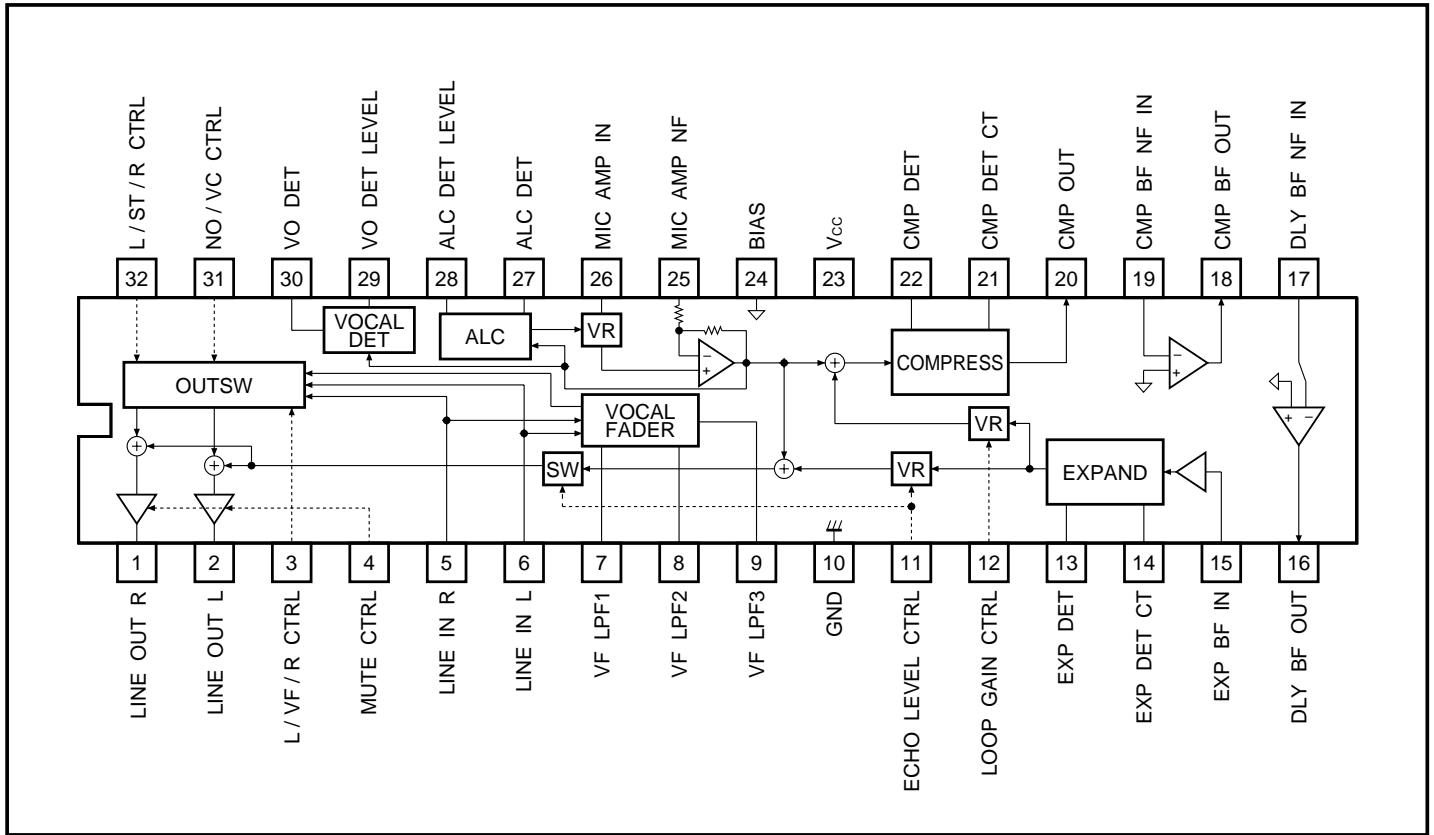 L / ST / R CTRL
NO / VC CTRL
VO DET
VO DET LEVEL
ALC DET LEVEL
ALC DET
MIC AMP IN
MIC AMP NF
BIAS
Vcc
CMP DET
CMP DET CT
CMP OUT
CMP BF NF IN
CMP BF OUT
DLY BF NF IN
32 31 30 29 28 27 26 25 24 23 22 21 20 19 18 17
VOCAL
DET
ALC
VR
−
+
+
COMPRESS
−
+
OUTSW
VOCAL
FADER
VR
+
−
+
+
SW
+
VR
EXPAND
1 2 3 4 5 6 7 8 9 10 11 12 13 14 15 16
LINE OUT R
LINE OUT L
L / VF / R CTRL
MUTE CTRL
LINE IN R
LINE IN L
VF LPF1
VF LPF2
VF LPF3
GND
ECHO LEVEL CTRL
LOOP GAIN CTRL
EXP DET
EXP DET CT
EXP BF IN
DLY BF OUT